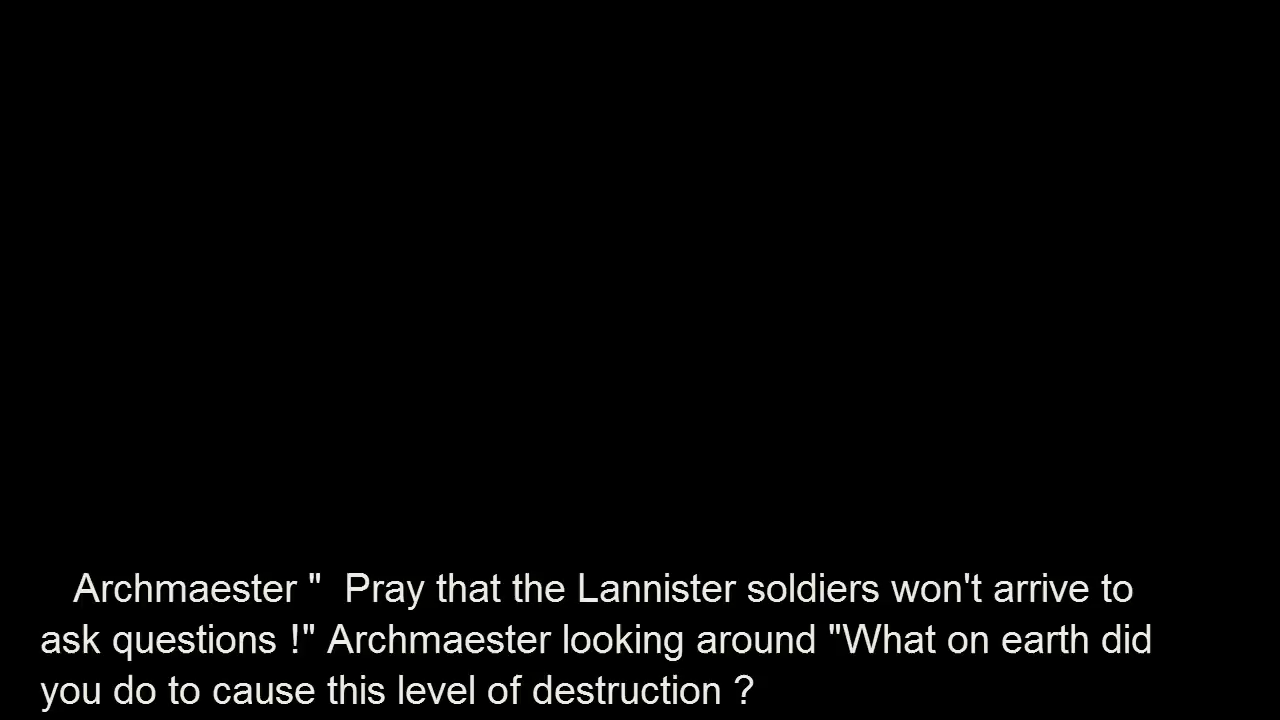 Archmaester "  Pray that the Lannister soldiers won't arrive to
ask questions !" Archmaester looking around "What on earth did
you do to cause this level of destruction ?